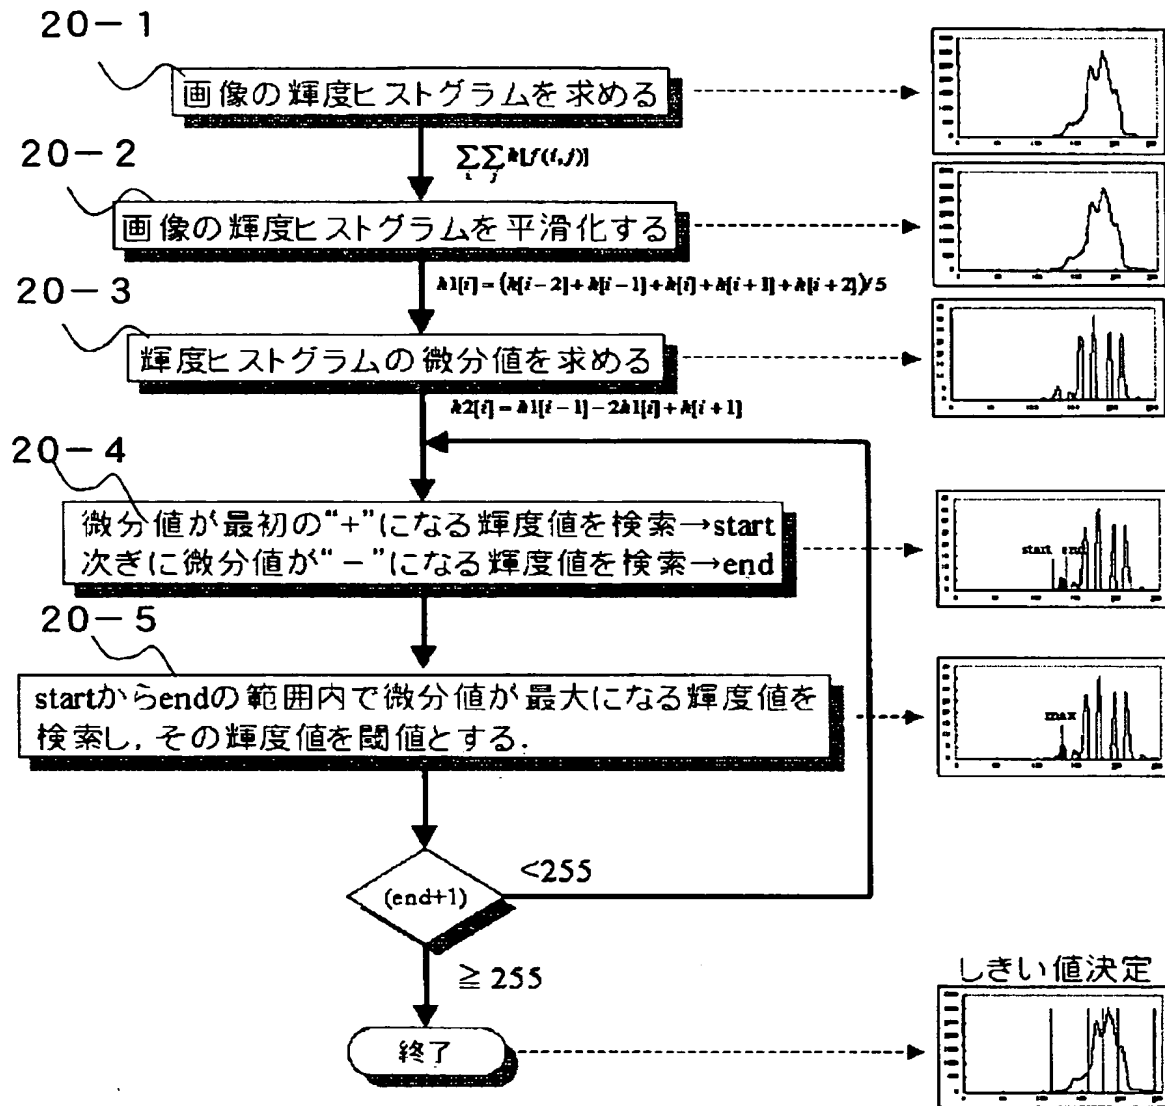 20-1
画像の輝度ヒストグラムを求める
20-2
画像の輝度ヒストグラムを平滑化する
h1[i]=(h[i-2]+h[i-1]+h[i]+h[i+1]+h[i+2])/5
20-3
輝度ヒストグラムの微分値を求める
h2[i]=h1[i-1]-2h1[i]+h[i+1]
20-4
微分値が最初の“+”になる輝度値を検索→start
次ぎに微分値が“-”になる輝度値を検索→end
start end
20-5
startからendの範囲内で微分値が最大になる輝度値を
検索し, その輝度値を閾値とする.
max
<255
(end+1)
≧255
しきい値決定
終了